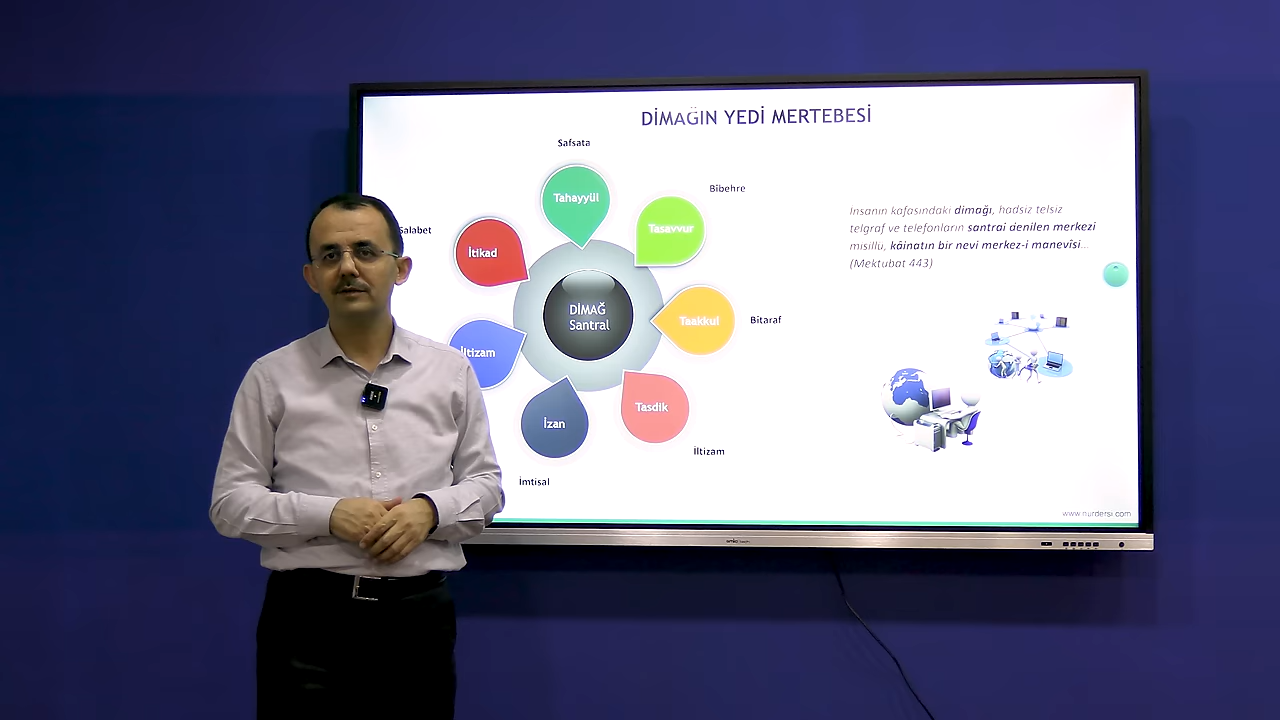 DİMAĞIN YEDİ MERTEBESİ
Safsata
Tahayyül
Bibehre
Tasavvur
Salabet
İtikad
DİMAĞ
Santral
Taakkul
Bitaraf
İltizam
İzan
Tasdik
İltizam
İmtisal
İnsanın kafasındaki dimağı, hadsiz telsiz
telgraf ve telefonların santral denilen merkezi
misillü, kâinatın bir nevi merkez-i manevîsi...
(Mektubat 443)
www.nurdersi.com